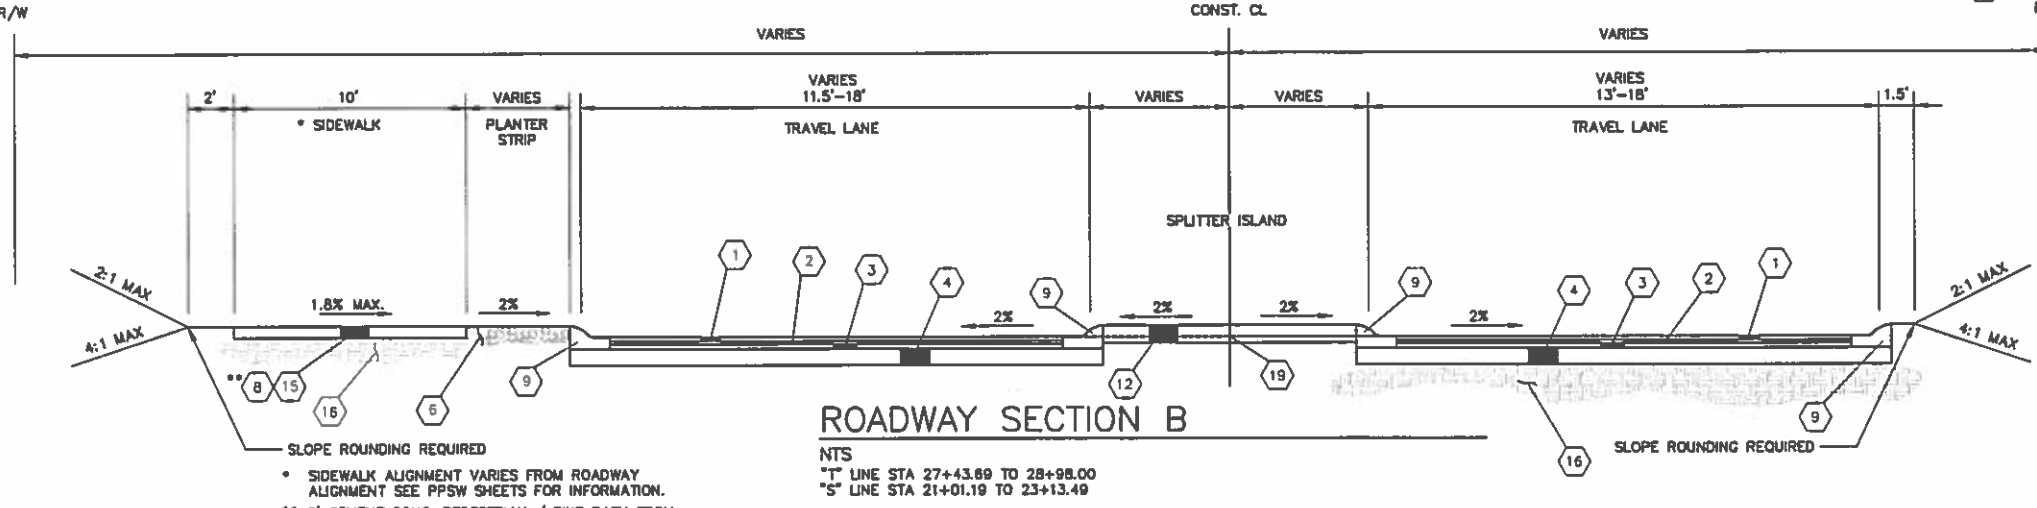 R/W
CONST. CL
VARIES
VARIES
2'
10'
VARIES
VARIES
11.5'-18'
VARIES
VARIES
VARIES
13'-18'
1.5'
* SIDEWALK
PLANTER
STRIP
TRAVEL LANE
TRAVEL LANE
SPLITTER ISLAND
2:1 MAX
4:1 MAX
1.8% MAX.
2%
1
2
3
4
2%
9
2%
2%
9
2%
4
3
2
1
2:1 MAX
4:1 MAX
**
8
15
16
6
9
12
19
16
9
ROADWAY SECTION B
SLOPE ROUNDING REQUIRED
SLOPE ROUNDING REQUIRED
NTS
"T" LINE STA 27+43.69 TO 28+98.00
"S" LINE STA 21+01.19 TO 23+13.49
* SIDEWALK ALIGNMENT VARIES FROM ROADWAY
ALIGNMENT SEE PPSW SHEETS FOR INFORMATION.